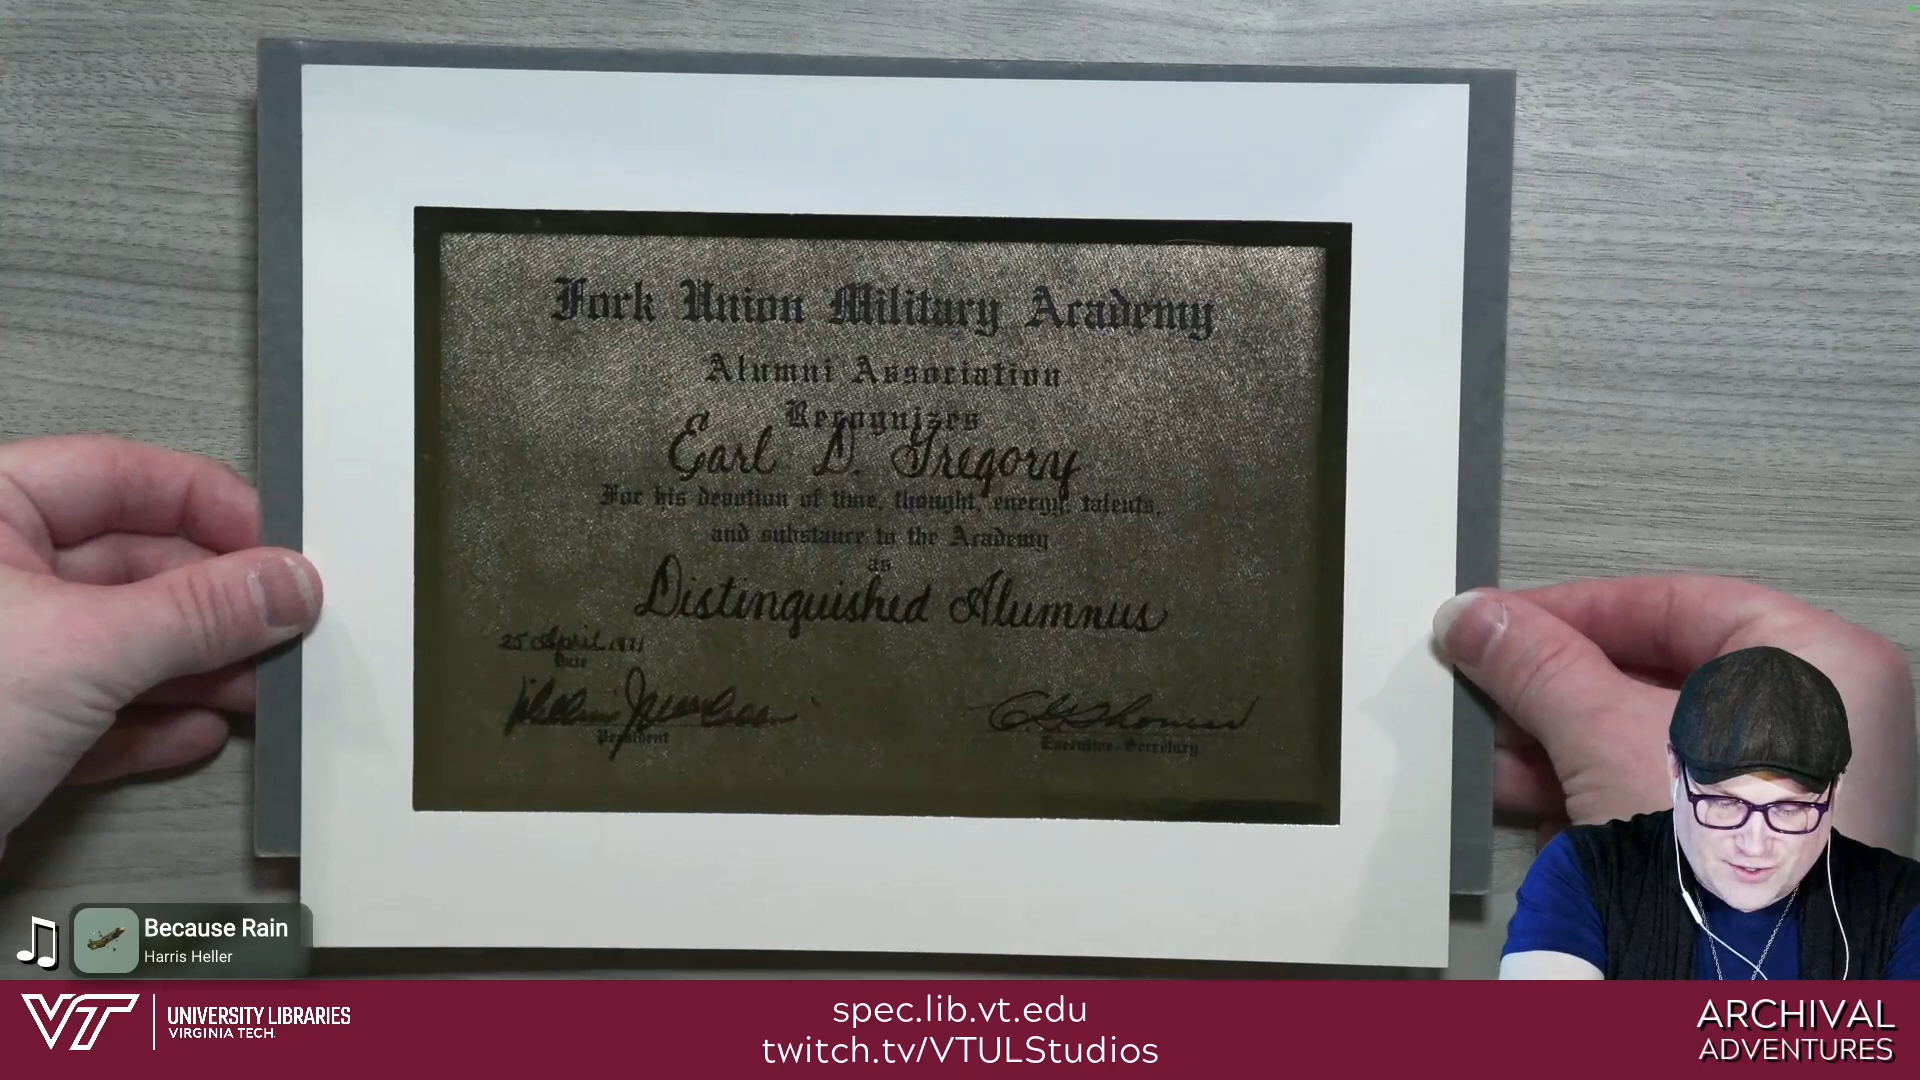 Fork Union Military Academy
Alumni Association
Recognizes
Earl D. Gregory
For his devotion of time, thought, energy, talents,
and substance to the Academy
as
Distinguished Alumnus
25 April 1971
Date
President
Executive-Secretary
Because Rain
Harris Heller
VT
UNIVERSITY LIBRARIES
VIRGINIA TECH
spec.lib.vt.edu
twitch.tv/VTULStudios
ARCHIVAL
ADVENTURES